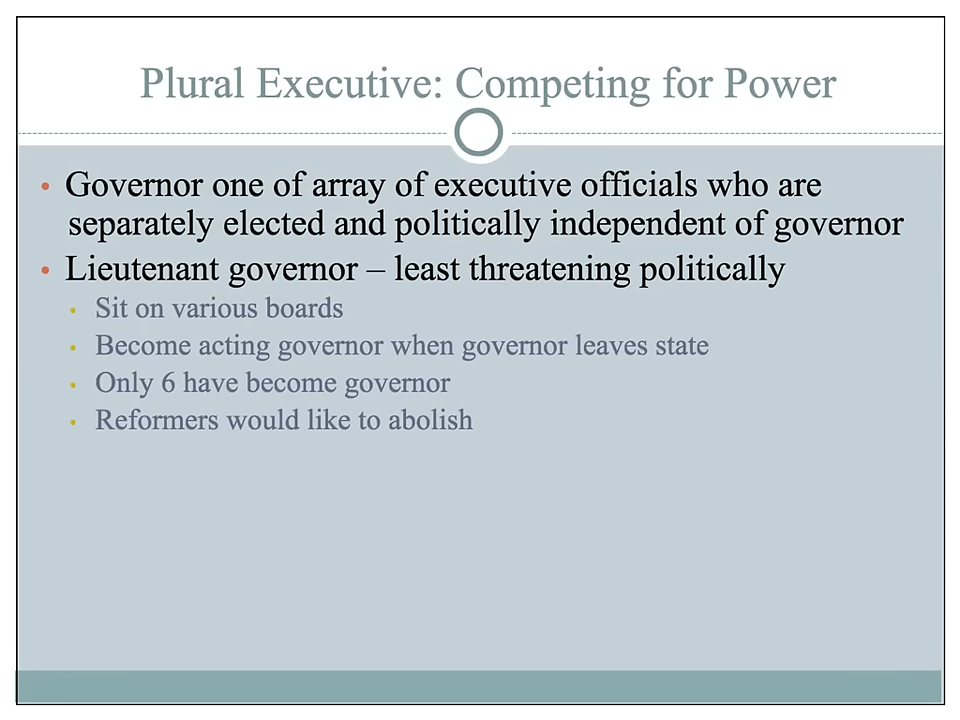 Plural Executive: Competing for Power
• Governor one of array of executive officials who are
separately elected and politically independent of governor
• Lieutenant governor – least threatening politically
• Sit on various boards
• Become acting governor when governor leaves state
• Only 6 have become governor
• Reformers would like to abolish